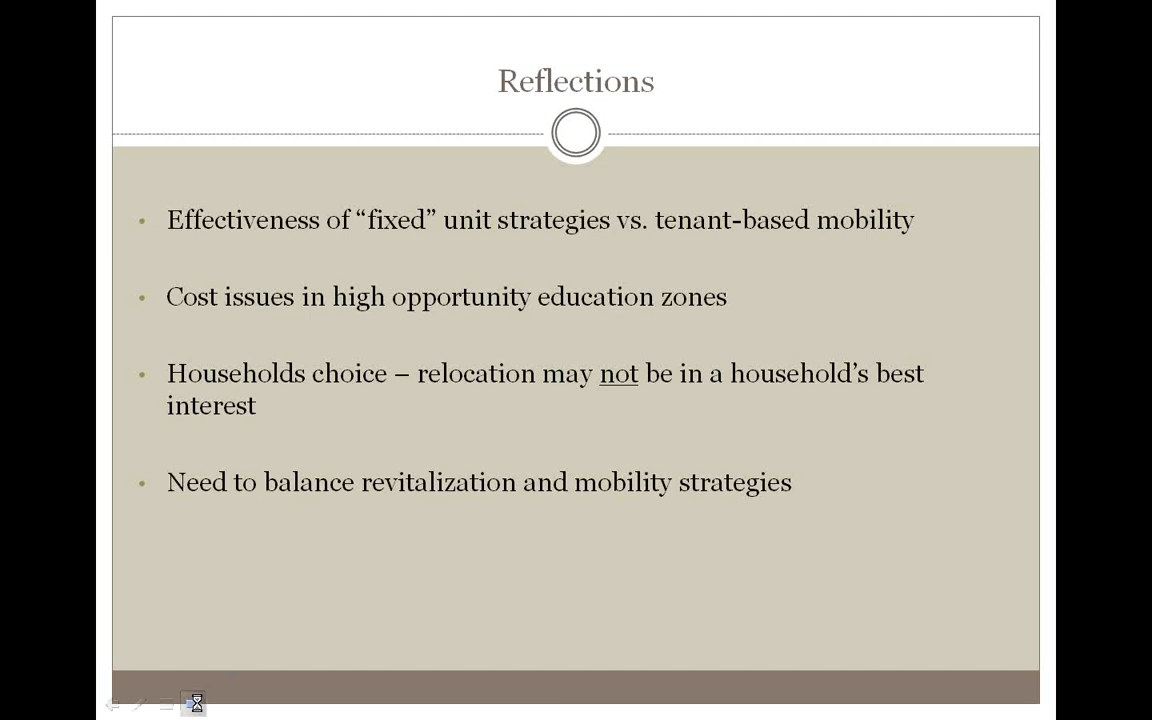 Reflections
• Effectiveness of “fixed” unit strategies vs. tenant-based mobility
• Cost issues in high opportunity education zones
• Households choice – relocation may not be in a household’s best
interest
• Need to balance revitalization and mobility strategies